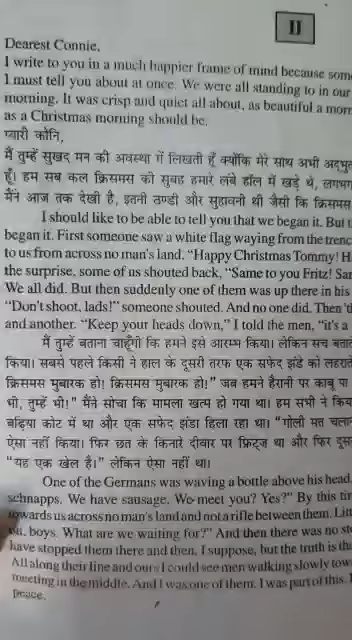 II
Dearest Connie,
I write to you in a much happier frame of mind because som
I must tell you about at once. We were all standing to in our
morning. It was crisp and quiet all about, as beautiful a morn
as a Christmas morning should be.
प्यारी कोनि,
मैं तुम्हें सुखद मन की अवस्था में लिखती हूँ क्योंकि मेरे साथ अभी अद्भुत
हूँ। हम सब कल क्रिसमस की सुबह हमारे लंबे हॉल में खड़े थे, लगभग
मैंने आज तक देखी है, इतनी ठण्डी और सुहावनी थी जैसी कि क्रिसमस
I should like to be able to tell you that we began it. But t
began it. First someone saw a white flag waying from the trenc
to us from across no man's land. "Happy Christmas Tommy! H
the surprise, some of us shouted back, "Same to you Fritz! Sar
We all did. But then suddenly one of them was up there in his
"Don't shoot, lads!" someone shouted. And no one did. Then 't
and another. "Keep your heads down," I told the men, "it's a
मैं तुम्हें बताना चाहूँगी कि हमने इसे आरम्भ किया। लेकिन सच बतात
किया। सबसे पहले किसी ने हाल के दूसरी तरफ एक सफेद झंडे को लहराते
क्रिसमस मुबारक हो! क्रिसमस मुबारक हो!" जब हमने हैरानी पर काबू पा
भी, तुम्हें भी!" मैंने सोचा कि मामला खत्म हो गया था। हम सभी ने किय
बढ़िया कोट में था और एक सफेद झंडा हिला रहा था। "गोली मत चला
ऐसा नहीं किया। फिर छत के किनारे दीवार पर फ्रिट्ज था और फिर दूस
"यह एक खेल है।" लेकिन ऐसा नहीं था।
One of the Germans was waving a bottle above his head.
schnapps. We have sausage. We meet you? Yes?" By this tir
towards us across no man's land and not a rifle between them. Litt
on, boys. What are we waiting for?" And then there was no st
have stopped them there and then, I suppose, but the truth is tha
All along their line and ours I could see men walking slowly tow
meeting in the middle. And I was one of them. I was part of this.
peace.